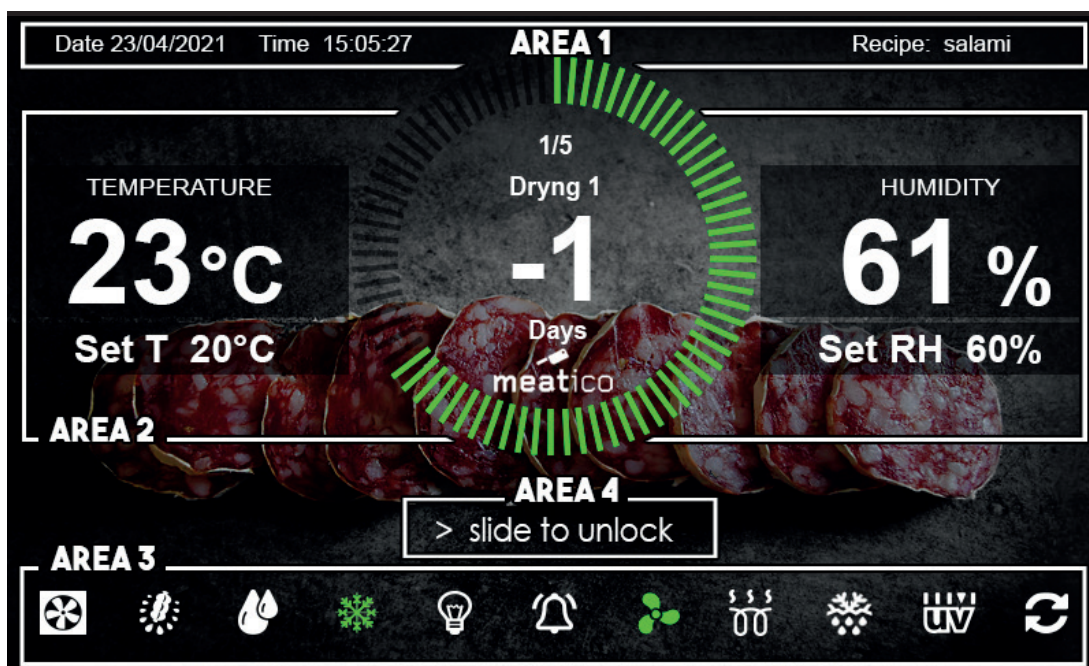 Date 23/04/2021 Time 15:05:27 AREA 1 Recipe: salami
1/5
TEMPERATURE Dryng 1 HUMIDITY
23°C -1 61 %
Days
Set T 20°C Set RH 60%
meatico
AREA 2
AREA 4
> slide to unlock
AREA 3
UV